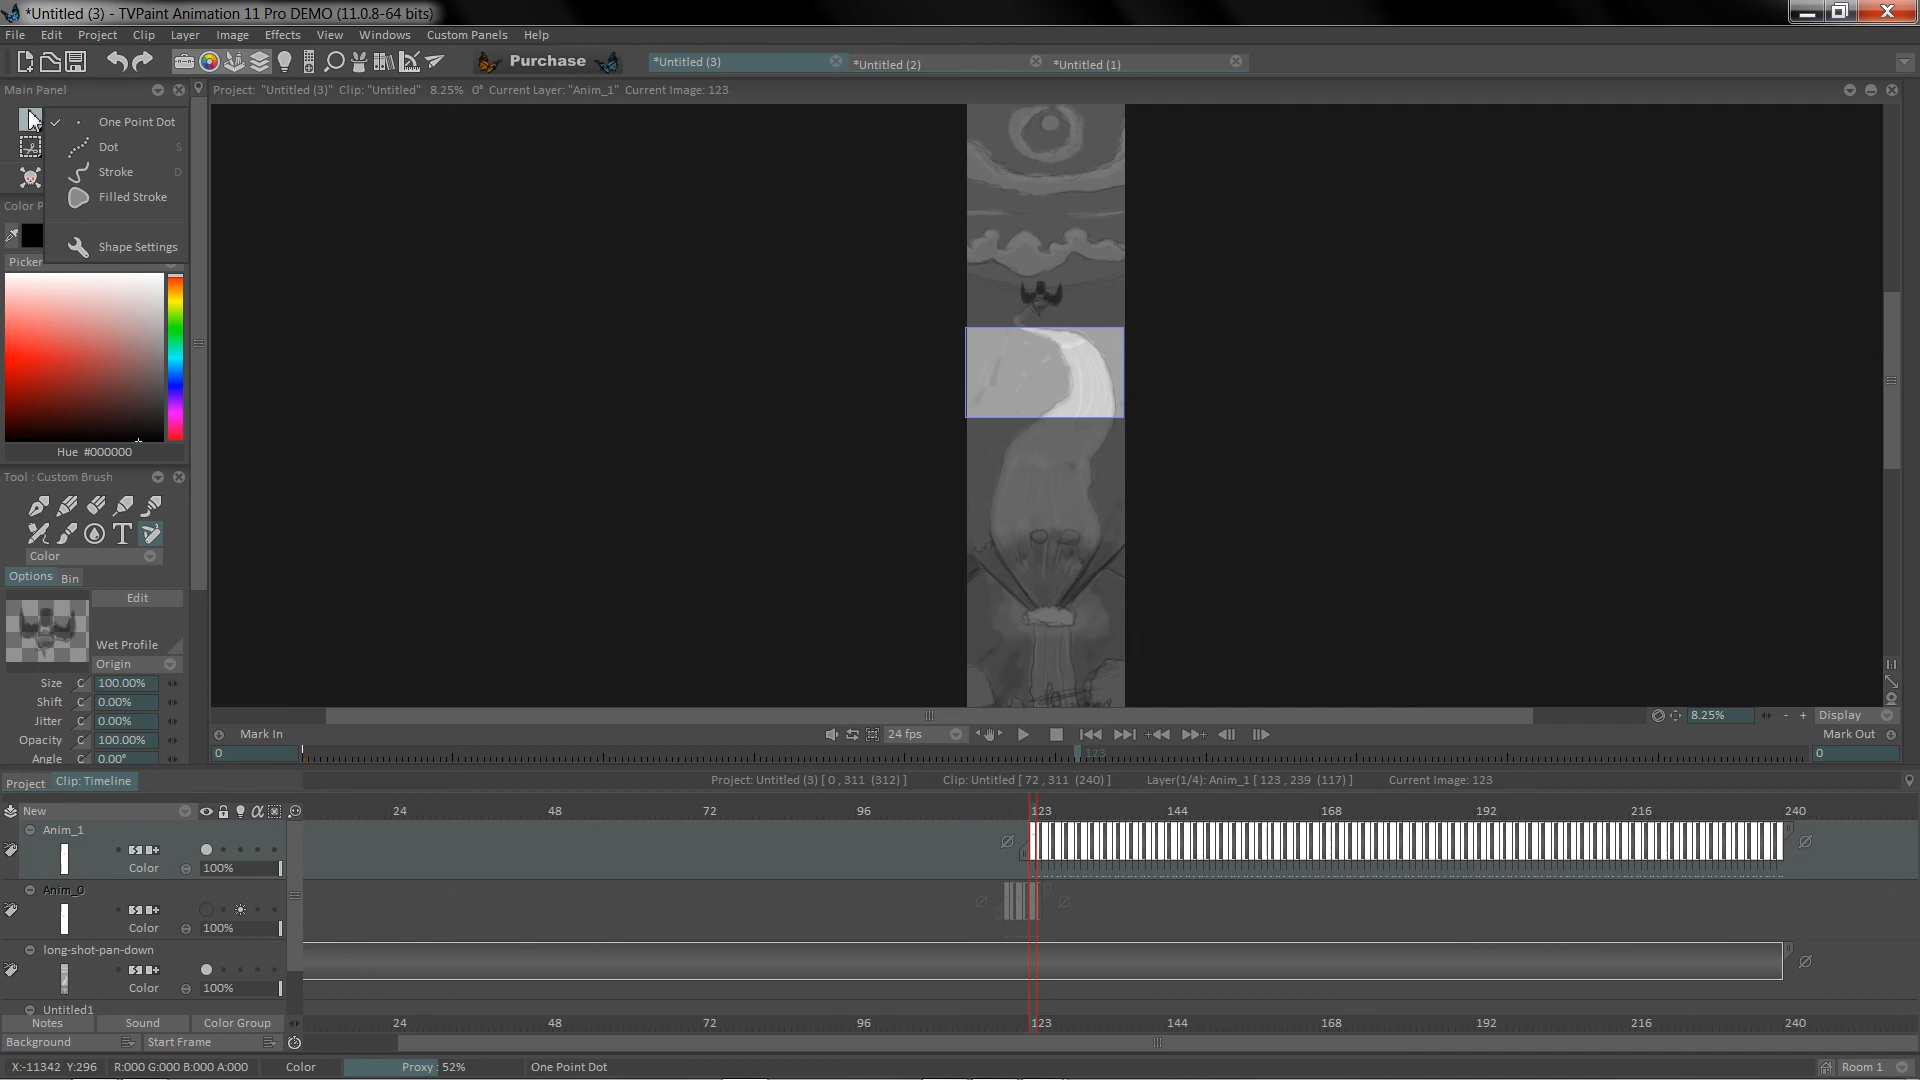 *Untitled (3) - TVPaint Animation 11 Pro DEMO (11.0.8-64 bits)
File Edit Project Clip Layer Image Effects View Windows Custom Panels Help
Purchase *Untitled (3) *Untitled (2) *Untitled (1)
Main Panel
Project: "Untitled (3)" Clip: "Untitled" 8.25% 0° Current Layer: "Anim_1" Current Image: 123
One Point Dot
Dot S
Stroke D
Filled Stroke
Color P
Shape Settings
Picker
Hue #000000
Tool : Custom Brush
Color
Options Bin
Edit
Wet Profile
Origin
Size C 100.00%
Shift C 0.00%
Jitter C 0.00%
Opacity C 100.00%
Angle C 0.00°
1:1
8.25% - + Display
Mark In 24 fps Mark Out
0 123 0
Project Clip: Timeline Project: Untitled (3) [ 0 , 311 (312) ] Clip: Untitled [ 72 , 311 (240) ] Layer(1/4): Anim_1 [ 123 , 239 (117) ] Current Image: 123
New 24 48 72 96 123 144 168 192 216 240
Anim_1
Color 100%
Anim_0
Color 100%
long-shot-pan-down
Color 100%
Untitled1
Notes Sound Color Group 24 48 72 96 123 144 168 192 216 240
Background Start Frame
X:-11342 Y:296 R:000 G:000 B:000 A:000 Color Proxy : 52% One Point Dot Room 1